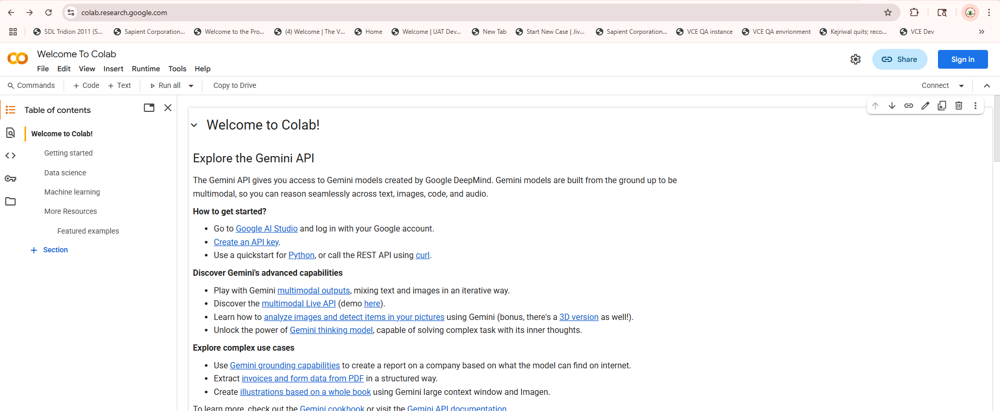 colab.research.google.com
SDL Tridion 2011 (S...
Sapient Corporation...
Welcome to the Pro...
(4) Welcome | The V...
Home
Welcome | UAT Dev...
New Tab
Start New Case | Jiv...
Sapient Corporation...
VCE QA instance
VCE QA envrionment
Kejriwal quits; reco...
VCE Dev
Welcome To Colab
File Edit View Insert Runtime Tools Help
Share
Sign in
Commands + Code + Text Run all Copy to Drive
Connect
Table of contents
Welcome to Colab!
Getting started
Data science
Machine learning
More Resources
Featured examples
+ Section
Welcome to Colab!
Explore the Gemini API
The Gemini API gives you access to Gemini models created by Google DeepMind. Gemini models are built from the ground up to be
multimodal, so you can reason seamlessly across text, images, code, and audio.
How to get started?
• Go to Google AI Studio and log in with your Google account.
• Create an API key.
• Use a quickstart for Python, or call the REST API using curl.
Discover Gemini's advanced capabilities
• Play with Gemini multimodal outputs, mixing text and images in an iterative way.
• Discover the multimodal Live API (demo here).
• Learn how to analyze images and detect items in your pictures using Gemini (bonus, there's a 3D version as well!).
• Unlock the power of Gemini thinking model, capable of solving complex task with its inner thoughts.
Explore complex use cases
• Use Gemini grounding capabilities to create a report on a company based on what the model can find on internet.
• Extract invoices and form data from PDF in a structured way.
• Create illustrations based on a whole book using Gemini large context window and Imagen.
To learn more, check out the Gemini cookbook or visit the Gemini API documentation